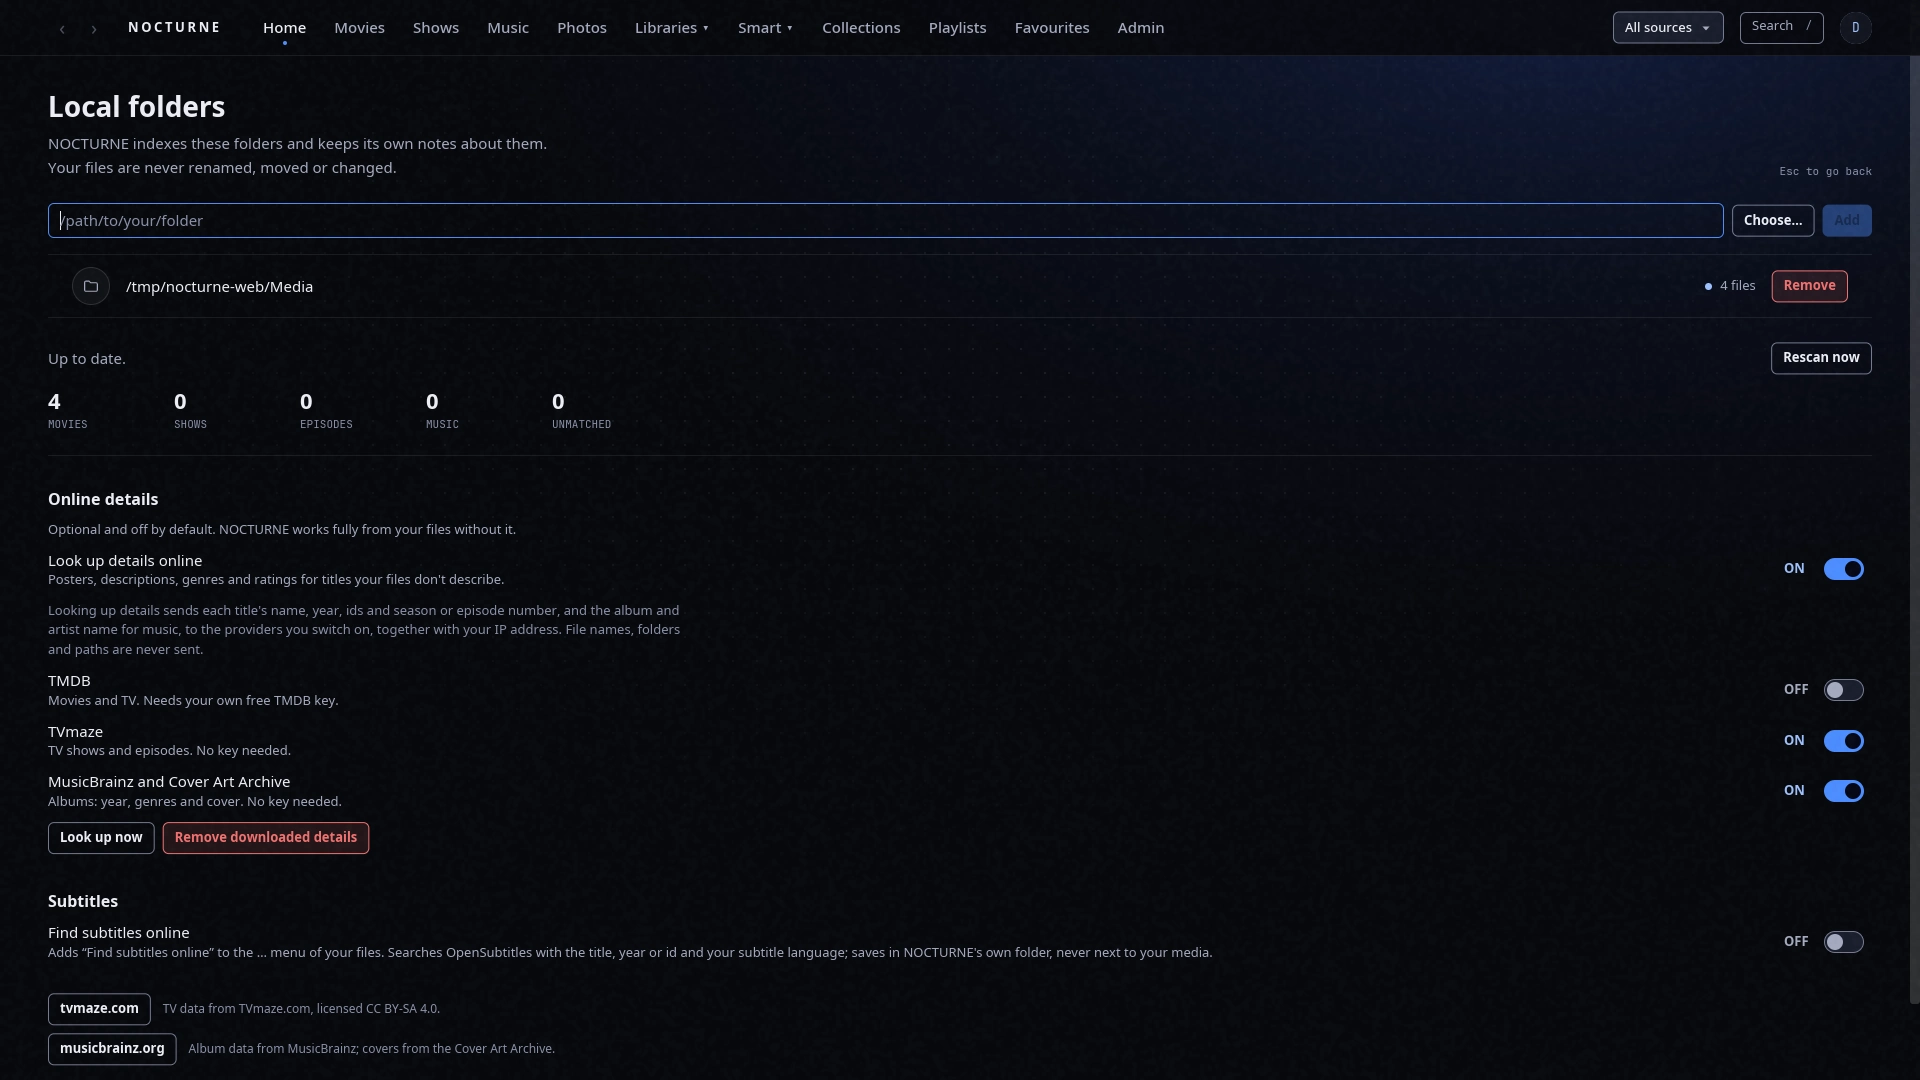 NOCTURNE Home Movies Shows Music Photos Libraries Smart Collections Playlists Favourites Admin All sources Search / D
Local folders
NOCTURNE indexes these folders and keeps its own notes about them.
Your files are never renamed, moved or changed.
Esc to go back
/path/to/your/folder Choose... Add
/tmp/nocturne-web/Media 4 files Remove
Up to date. Rescan now
4 0 0 0 0
MOVIES SHOWS EPISODES MUSIC UNMATCHED
Online details
Optional and off by default. NOCTURNE works fully from your files without it.
Look up details online
Posters, descriptions, genres and ratings for titles your files don't describe.
ON
Looking up details sends each title's name, year, ids and season or episode number, and the album and
artist name for music, to the providers you switch on, together with your IP address. File names, folders
and paths are never sent.
TMDB
Movies and TV. Needs your own free TMDB key.
OFF
TVmaze
TV shows and episodes. No key needed.
ON
MusicBrainz and Cover Art Archive
Albums: year, genres and cover. No key needed.
ON
Look up now Remove downloaded details
Subtitles
Find subtitles online
Adds “Find subtitles online” to the … menu of your files. Searches OpenSubtitles with the title, year or id and your subtitle language; saves in NOCTURNE's own folder, never next to your media.
OFF
tvmaze.com TV data from TVmaze.com, licensed CC BY-SA 4.0.
musicbrainz.org Album data from MusicBrainz; covers from the Cover Art Archive.